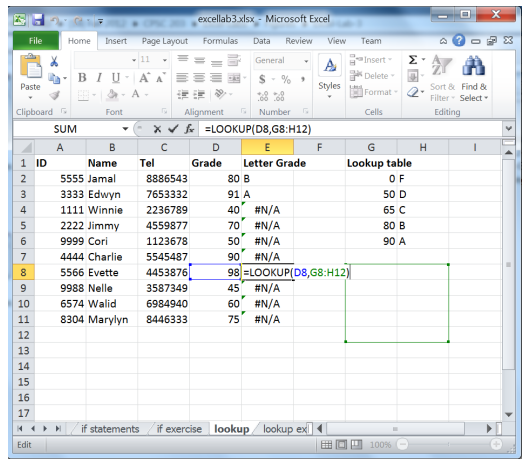 excellab3.xlsx - Microsoft Excel
File Home Insert Page Layout Formulas Data Review View Team
Paste
11
General
Styles
Insert
Delete
Format
Sort & Filter
Find & Select
B I U A A
$ % ,
Clipboard Font Alignment Number Cells Editing
SUM fx =LOOKUP(D8,G8:H12)
A B C D E F G H I
1 ID Name Tel Grade Letter Grade Lookup table
2 5555 Jamal 8886543 80 B 0 F
3 3333 Edwyn 7653332 91 A 50 D
4 1111 Winnie 2236789 40 #N/A 65 C
5 2222 Jimmy 4559877 70 #N/A 80 B
6 9999 Cori 1123678 50 #N/A 90 A
7 4444 Charlie 5545487 90 #N/A
8 5566 Evette 4453876 98 =LOOKUP(D8,G8:H12)
9 9988 Nelle 3587349 45 #N/A
10 6574 Walid 6984940 60 #N/A
11 8304 Marylyn 8446333 75 #N/A
12
13
14
15
16
17
if statements if exercise lookup lookup ex
Edit 100%